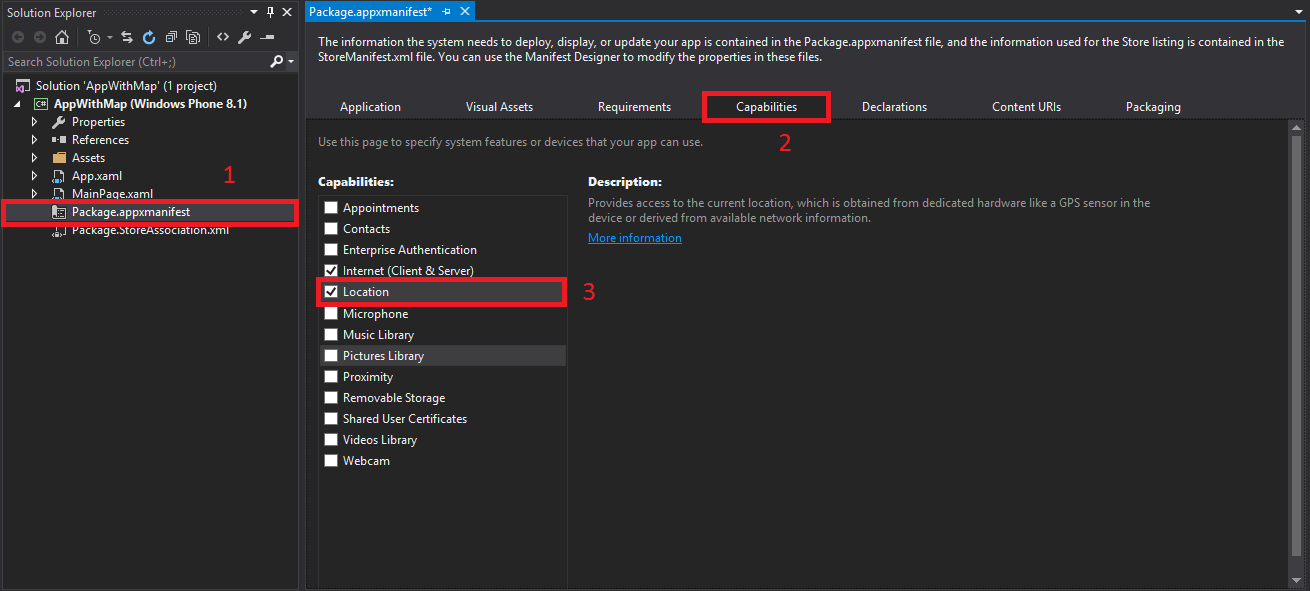 Solution Explorer
Search Solution Explorer (Ctrl+;)
Solution 'AppWithMap' (1 project)
C# AppWithMap (Windows Phone 8.1)
Properties
References
Assets
App.xaml
1
MainPage.xaml
Package.appxmanifest
Package.StoreAssociation.xml
Package.appxmanifest*
The information the system needs to deploy, display, or update your app is contained in the Package.appxmanifest file, and the information used for the Store listing is contained in the
StoreManifest.xml file. You can use the Manifest Designer to modify the properties in these files.
Application Visual Assets Requirements Capabilities Declarations Content URIs Packaging
Use this page to specify system features or devices that your app can use.
2
Capabilities:
Appointments
Contacts
Enterprise Authentication
Internet (Client & Server)
Location
3
Microphone
Music Library
Pictures Library
Proximity
Removable Storage
Shared User Certificates
Videos Library
Webcam
Description:
Provides access to the current location, which is obtained from dedicated hardware like a GPS sensor in the
device or derived from available network information.
More information